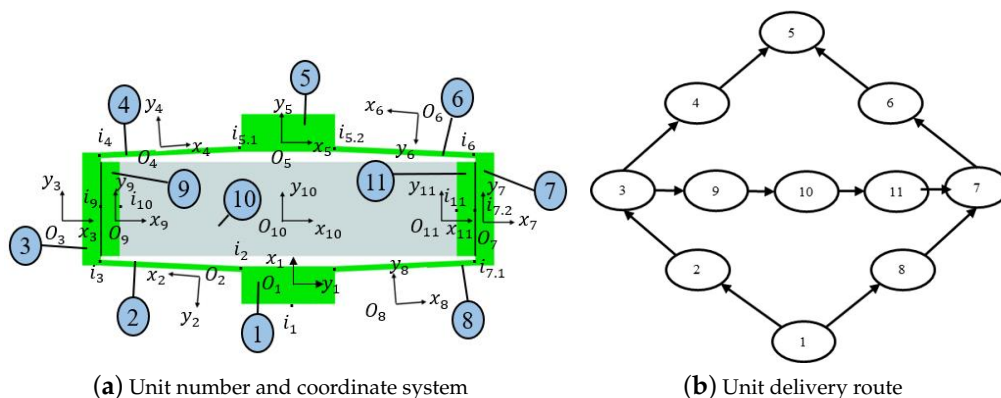 5
4
6
y₄
y₅
x₆
O₆
i₄
x₄
i₅.₁
i₅.₂
x₅
i₆
O₄
O₅
y₆
9
11
7
y₃
y₉
y₁₀
y₁₁
y₇
i₉
i₁₀
10
i₁₁
i₇.₂
x₇
O₃
x₃
O₉
x₉
O₁₀
x₁₀
O₁₁
x₁₁
O₇
3
i₃
x₂
O₂
i₂
x₁
y₈
i₇.₁
O₁
y₁
y₂
O₈
x₈
2
1
i₁
8
(a) Unit number and coordinate system
5
4
6
3
9
10
11
7
2
8
1
(b) Unit delivery route